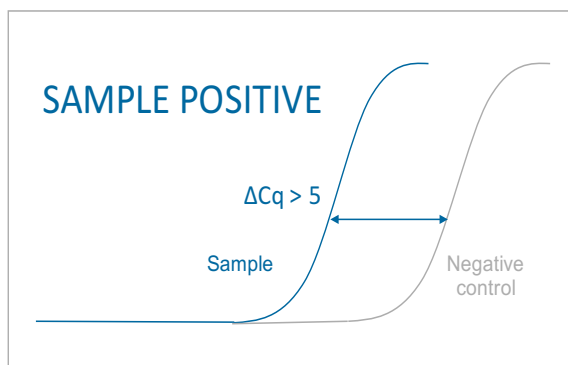 SAMPLE POSITIVE
ΔCq > 5
Sample
Negative
control